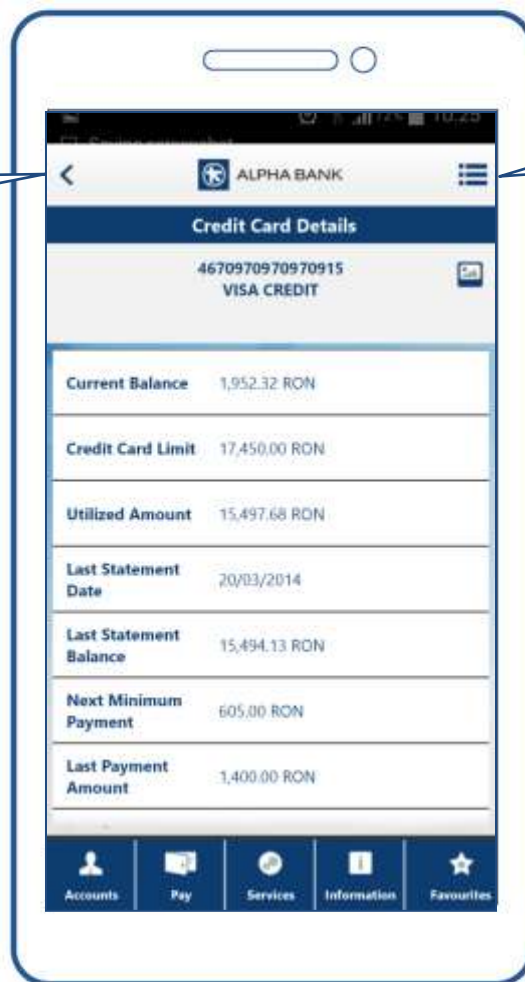 10:25
ALPHA BANK
Credit Card Details
4670970970970915
VISA CREDIT
Current Balance 1,952.32 RON
Credit Card Limit 17,450.00 RON
Utilized Amount 15,497.68 RON
Last Statement
Date 20/03/2014
Last Statement
Balance 15,494.13 RON
Next Minimum
Payment 605.00 RON
Last Payment
Amount 1,400.00 RON
Accounts Pay Services Information Favourites